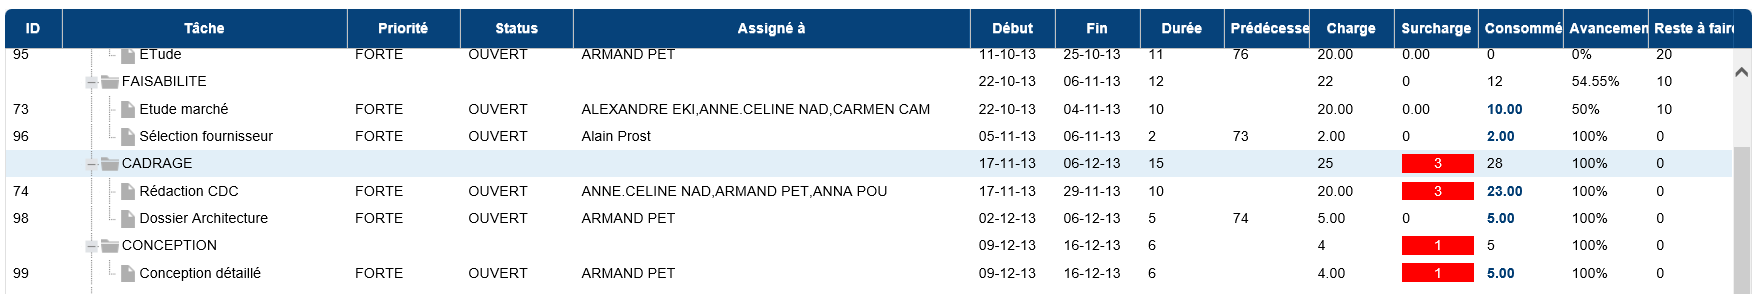 ID Tâche Priorité Status Assigné à Début Fin Durée Prédécesse Charge Surcharge Consommé Avancemen Reste à faire
95 ETude FORTE OUVERT ARMAND PET 11-10-13 25-10-13 11 76 20.00 0.00 0 0% 20
FAISABILITE 22-10-13 06-11-13 12 22 0 12 54.55% 10
73 Etude marché FORTE OUVERT ALEXANDRE EKI,ANNE.CELINE NAD,CARMEN CAM 22-10-13 04-11-13 10 20.00 0.00 10.00 50% 10
96 Sélection fournisseur FORTE OUVERT Alain Prost 05-11-13 06-11-13 2 73 2.00 0 2.00 100% 0
CADRAGE 17-11-13 06-12-13 15 25 3 28 100% 0
74 Rédaction CDC FORTE OUVERT ANNE.CELINE NAD,ARMAND PET,ANNA POU 17-11-13 29-11-13 10 20.00 3 23.00 100% 0
98 Dossier Architecture FORTE OUVERT ARMAND PET 02-12-13 06-12-13 5 74 5.00 0 5.00 100% 0
CONCEPTION 09-12-13 16-12-13 6 4 1 5 100% 0
99 Conception détaillé FORTE OUVERT ARMAND PET 09-12-13 16-12-13 6 4.00 1 5.00 100% 0